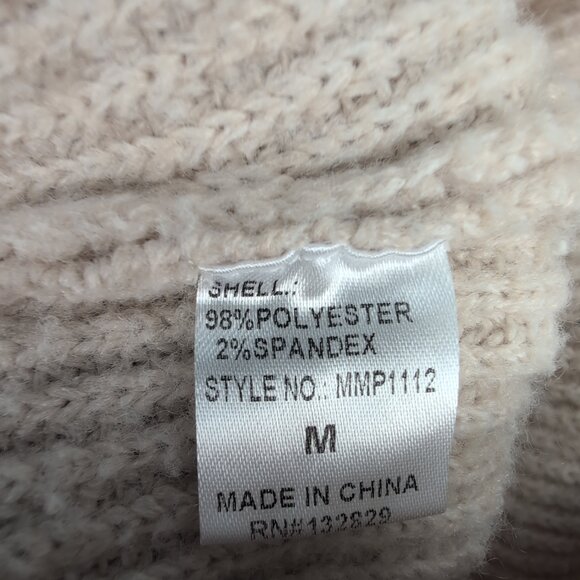 SHELL.:
98%POLYESTER
2%SPANDEX
STYLE NO.: MMP1112
M
MADE IN CHINA
RN#132829